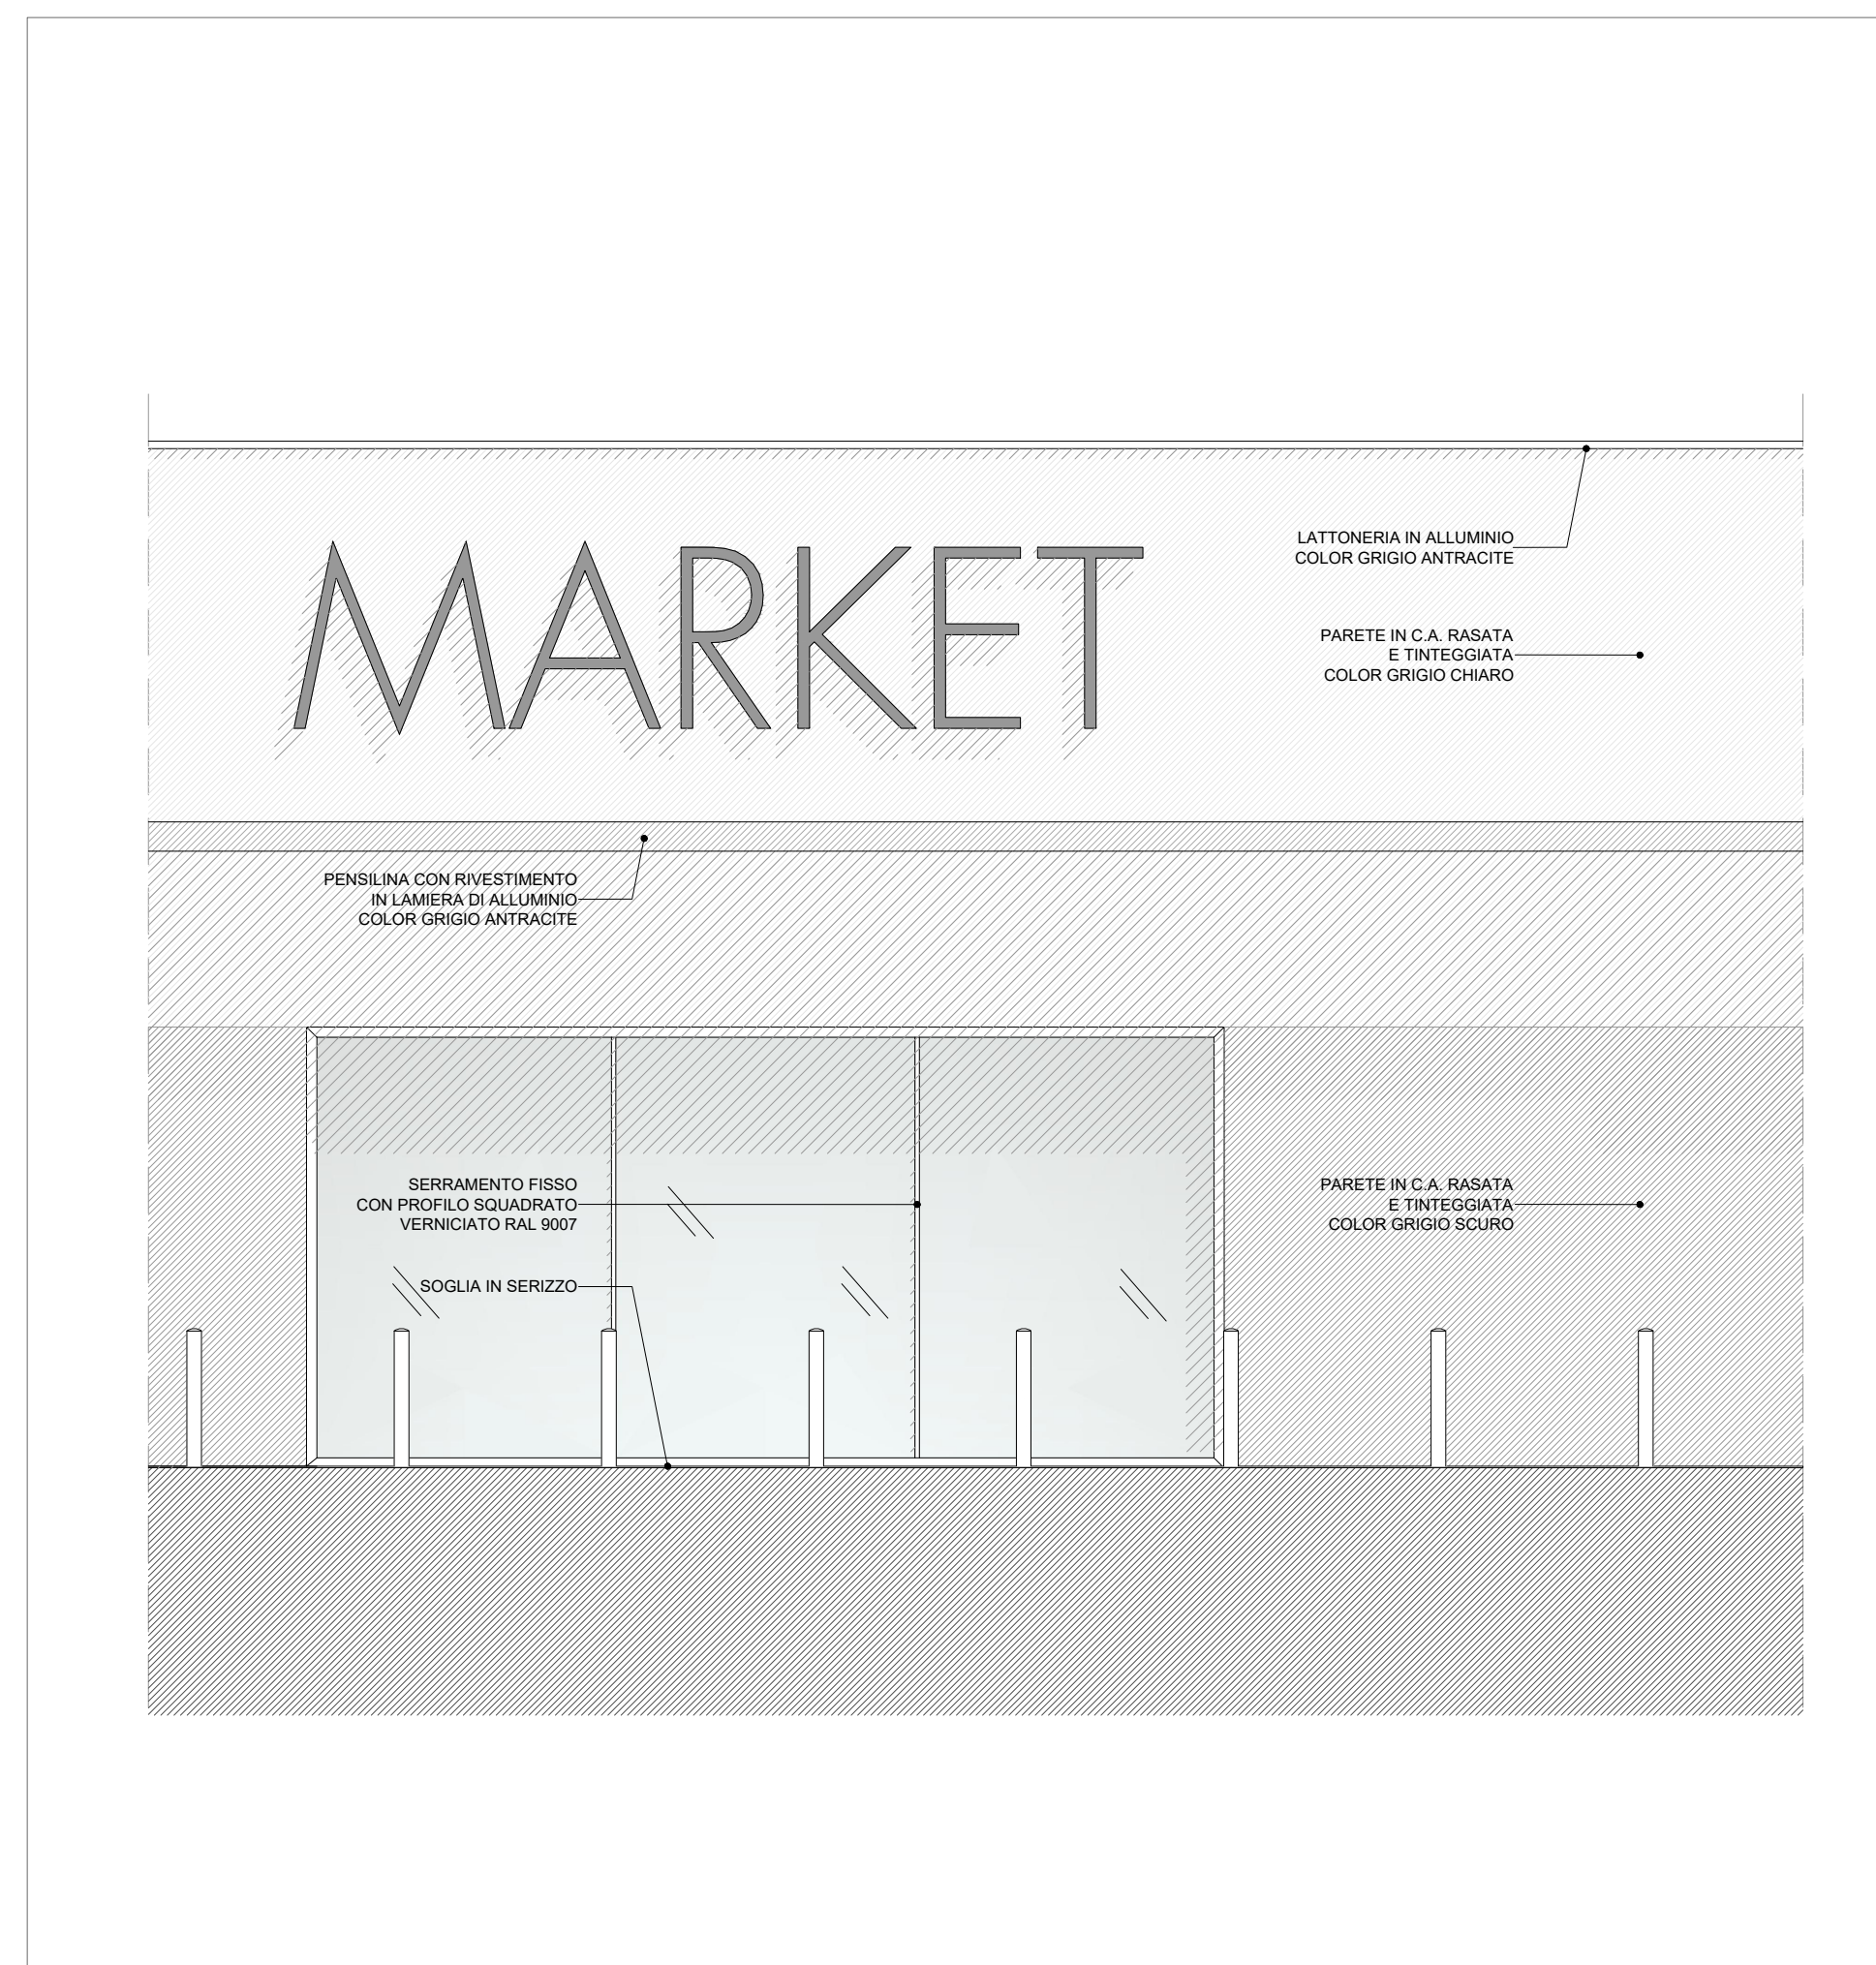 MARKET
LATTONERIA IN ALLUMINIO
COLOR GRIGIO ANTRACITE
PARETE IN C.A. RASATA
E TINTEGGIATA
COLOR GRIGIO CHIARO
PENSILINA CON RIVESTIMENTO
IN LAMIERA DI ALLUMINIO
COLOR GRIGIO ANTRACITE
SERRAMENTO FISSO
CON PROFILO SQUADRATO
VERNICIATO RAL 9007
PARETE IN C.A. RASATA
E TINTEGGIATA
COLOR GRIGIO SCURO
SOGLIA IN SERIZZO